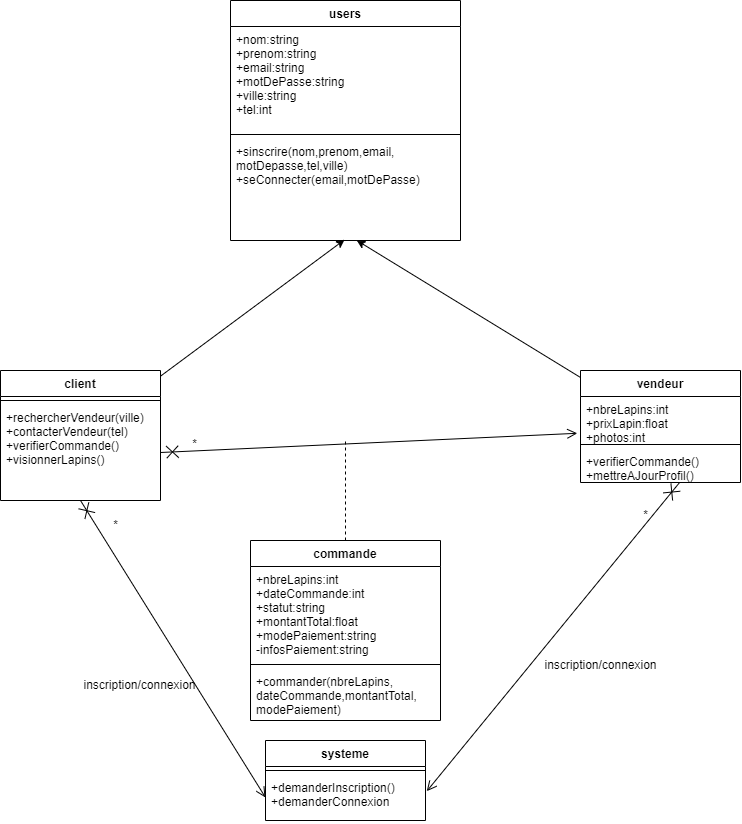 users
+nom:string
+prenom:string
+email:string
+motDePasse:string
+ville:string
+tel:int
+sinscrire(nom,prenom,email,
motDepasse,tel,ville)
+seConnecter(email,motDePasse)
client
+rechercherVendeur(ville)
+contacterVendeur(tel)
+verifierCommande()
+visionnerLapins()
vendeur
+nbreLapins:int
+prixLapin:float
+photos:int
+verifierCommande()
+mettreAJourProfil()
*
*
*
commande
+nbreLapins:int
+dateCommande:int
+statut:string
+montantTotal:float
+modePaiement:string
-infosPaiement:string
+commander(nbreLapins,
dateCommande,montantTotal,
modePaiement)
inscription/connexion
inscription/connexion
systeme
+demanderInscription()
+demanderConnexion